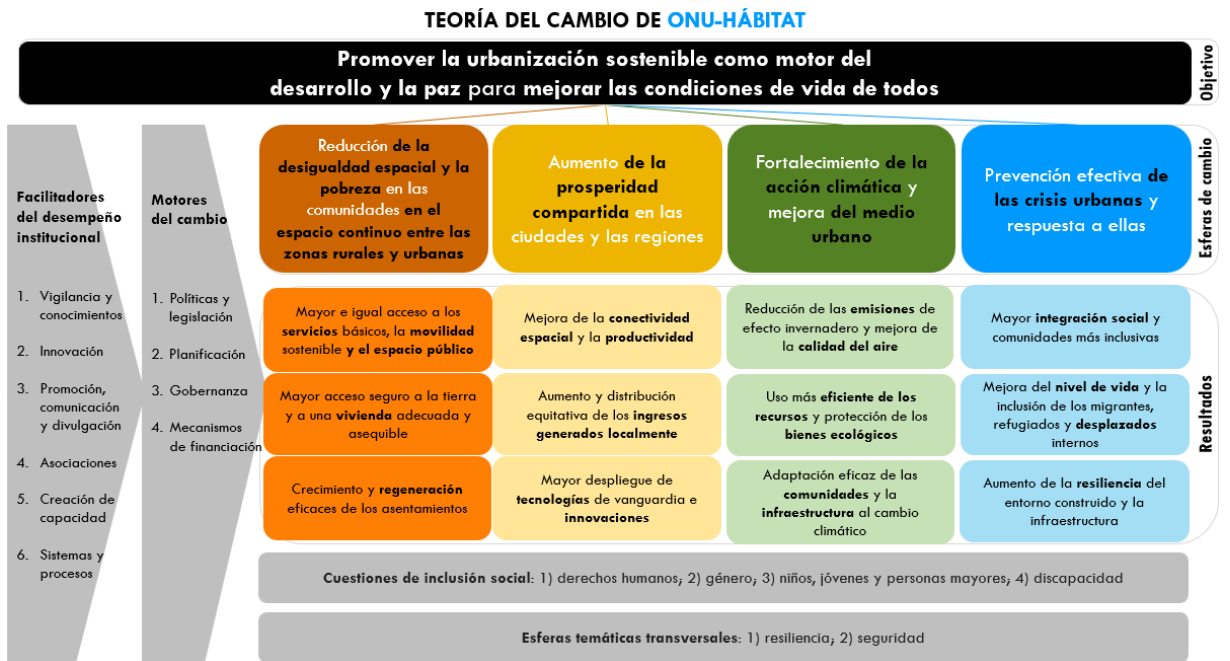 TEORÍA DEL CAMBIO DE ONU-HÁBITAT
Promover la urbanización sostenible como motor del
desarrollo y la paz para mejorar las condiciones de vida de todos
Objetivo
Facilitadores
del desempeño
institucional
1. Vigilancia y
conocimientos
2. Innovación
3. Promoción,
comunicación
y divulgación
4. Asociaciones
5. Creación de
capacidad
6. Sistemas y
procesos
Motores
del cambio
1. Políticas y
legislación
2. Planificación
3. Gobernanza
4. Mecanismos
de financiación
Reducción de la
desigualdad espacial y la
pobreza en las
comunidades en el
espacio continuo entre las
zonas rurales y urbanas
Aumento de la
prosperidad
compartida en las
ciudades y las regiones
Fortalecimiento de la
acción climática y
mejora del medio
urbano
Prevención efectiva de
las crisis urbanas y
respuesta a ellas
Esferas de cambio
Mayor e igual acceso a los
servicios básicos, la movilidad
sostenible y el espacio público
Mejora de la conectividad
espacial y la productividad
Reducción de las emisiones de
efecto invernadero y mejora de
la calidad del aire
Mayor integración social y
comunidades más inclusivas
Mayor acceso seguro a la tierra
y a una vivienda adecuada y
asequible
Aumento y distribución
equitativa de los ingresos
generados localmente
Uso más eficiente de los
recursos y protección de los
bienes ecológicos
Mejora del nivel de vida y la
inclusión de los migrantes,
refugiados y desplazados
internos
Crecimiento y regeneración
eficaces de los asentamientos
Mayor despliegue de
tecnologías de vanguardia e
innovaciones
Adaptación eficaz de las
comunidades y la
infraestructura al cambio
climático
Aumento de la resiliencia del
entorno construido y la
infraestructura
Resultados
Cuestiones de inclusión social: 1) derechos humanos; 2) género; 3) niños, jóvenes y personas mayores; 4) discapacidad
Esferas temáticas transversales: 1) resiliencia; 2) seguridad